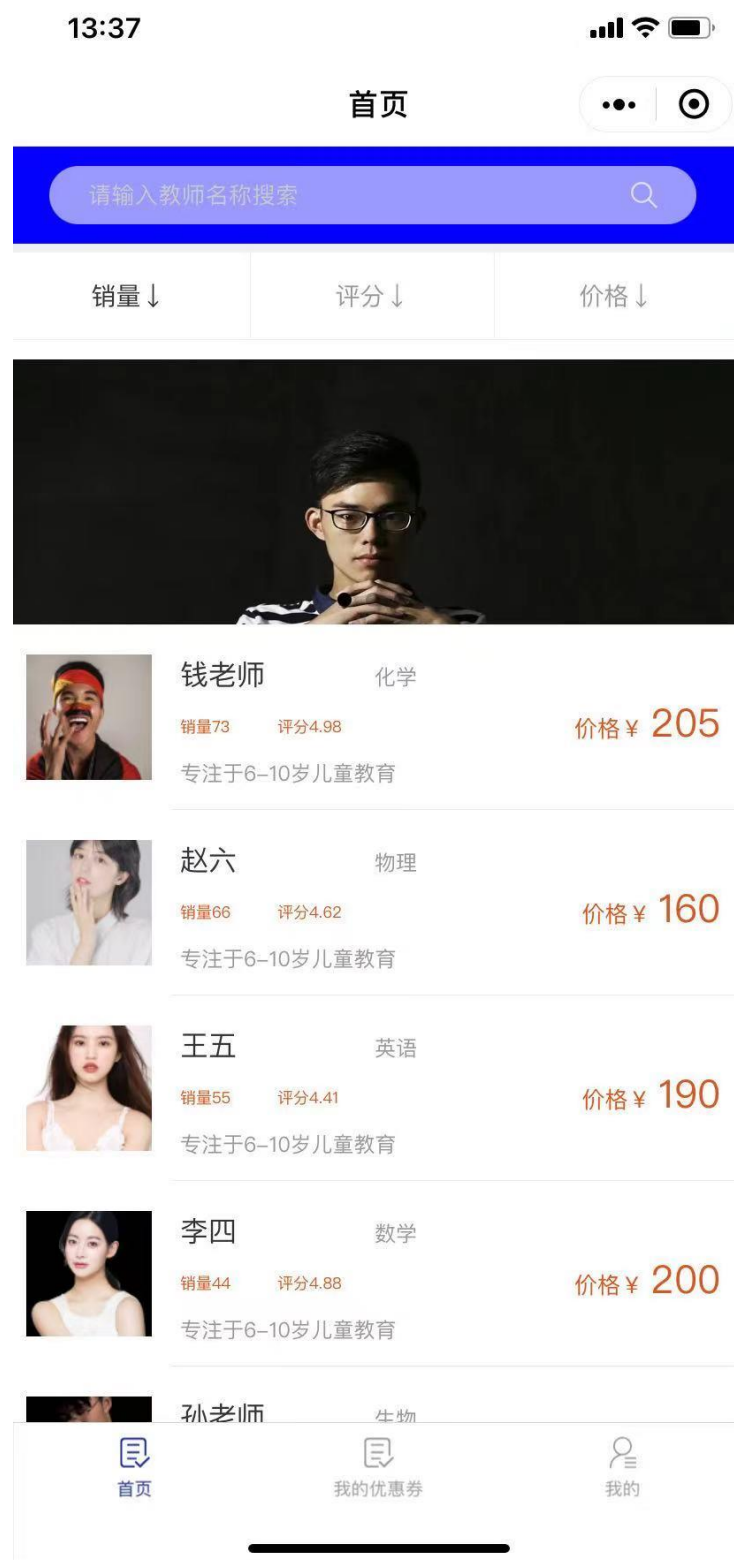 13:37
首页
请输入教师名称搜索
销量↓ 评分↓ 价格↓
钱老师 化学
销量73 评分4.98 价格¥ 205
专注于6-10岁儿童教育
赵六 物理
销量66 评分4.62 价格¥ 160
专注于6-10岁儿童教育
王五 英语
销量55 评分4.41 价格¥ 190
专注于6-10岁儿童教育
李四 数学
销量44 评分4.88 价格¥ 200
专注于6-10岁儿童教育
孙老师 生物
首页 我的优惠券 我的